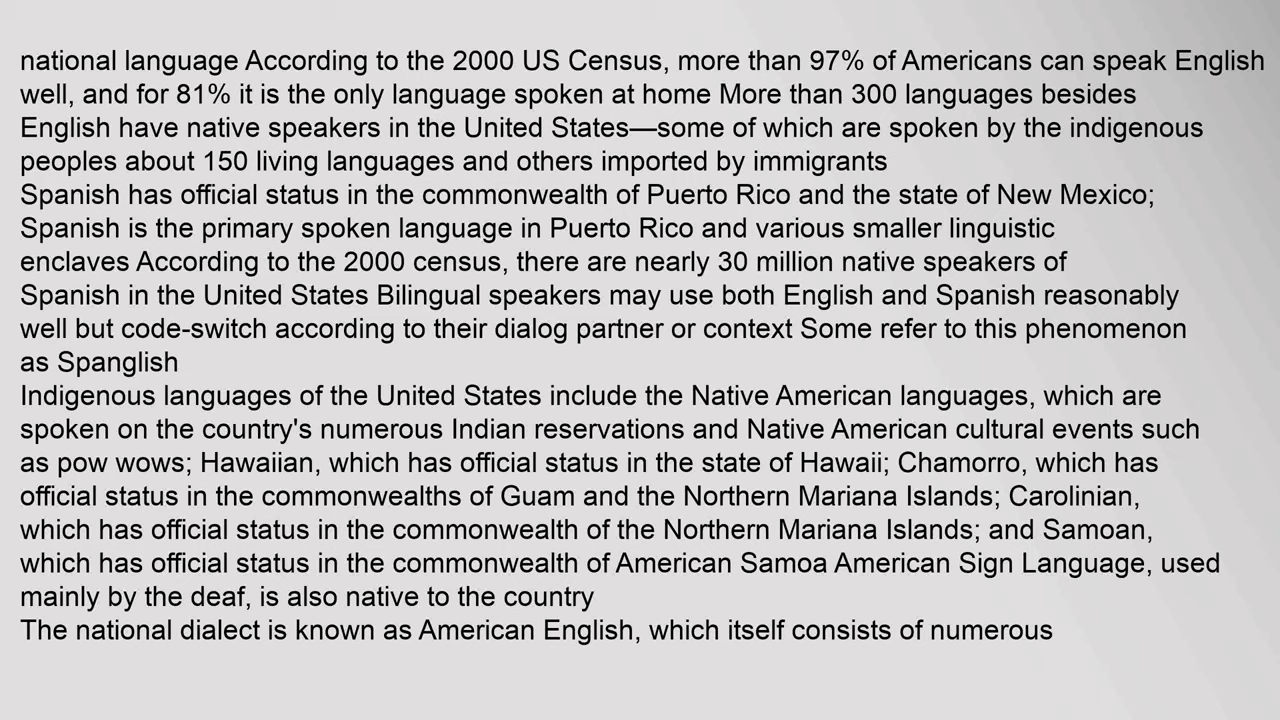 national language According to the 2000 US Census, more than 97% of Americans can speak English
well, and for 81% it is the only language spoken at home More than 300 languages besides
English have native speakers in the United States—some of which are spoken by the indigenous
peoples about 150 living languages and others imported by immigrants
Spanish has official status in the commonwealth of Puerto Rico and the state of New Mexico;
Spanish is the primary spoken language in Puerto Rico and various smaller linguistic
enclaves According to the 2000 census, there are nearly 30 million native speakers of
Spanish in the United States Bilingual speakers may use both English and Spanish reasonably
well but code-switch according to their dialog partner or context Some refer to this phenomenon
as Spanglish
Indigenous languages of the United States include the Native American languages, which are
spoken on the country's numerous Indian reservations and Native American cultural events such
as pow wows; Hawaiian, which has official status in the state of Hawaii; Chamorro, which has
official status in the commonwealths of Guam and the Northern Mariana Islands; Carolinian,
which has official status in the commonwealth of the Northern Mariana Islands; and Samoan,
which has official status in the commonwealth of American Samoa American Sign Language, used
mainly by the deaf, is also native to the country
The national dialect is known as American English, which itself consists of numerous